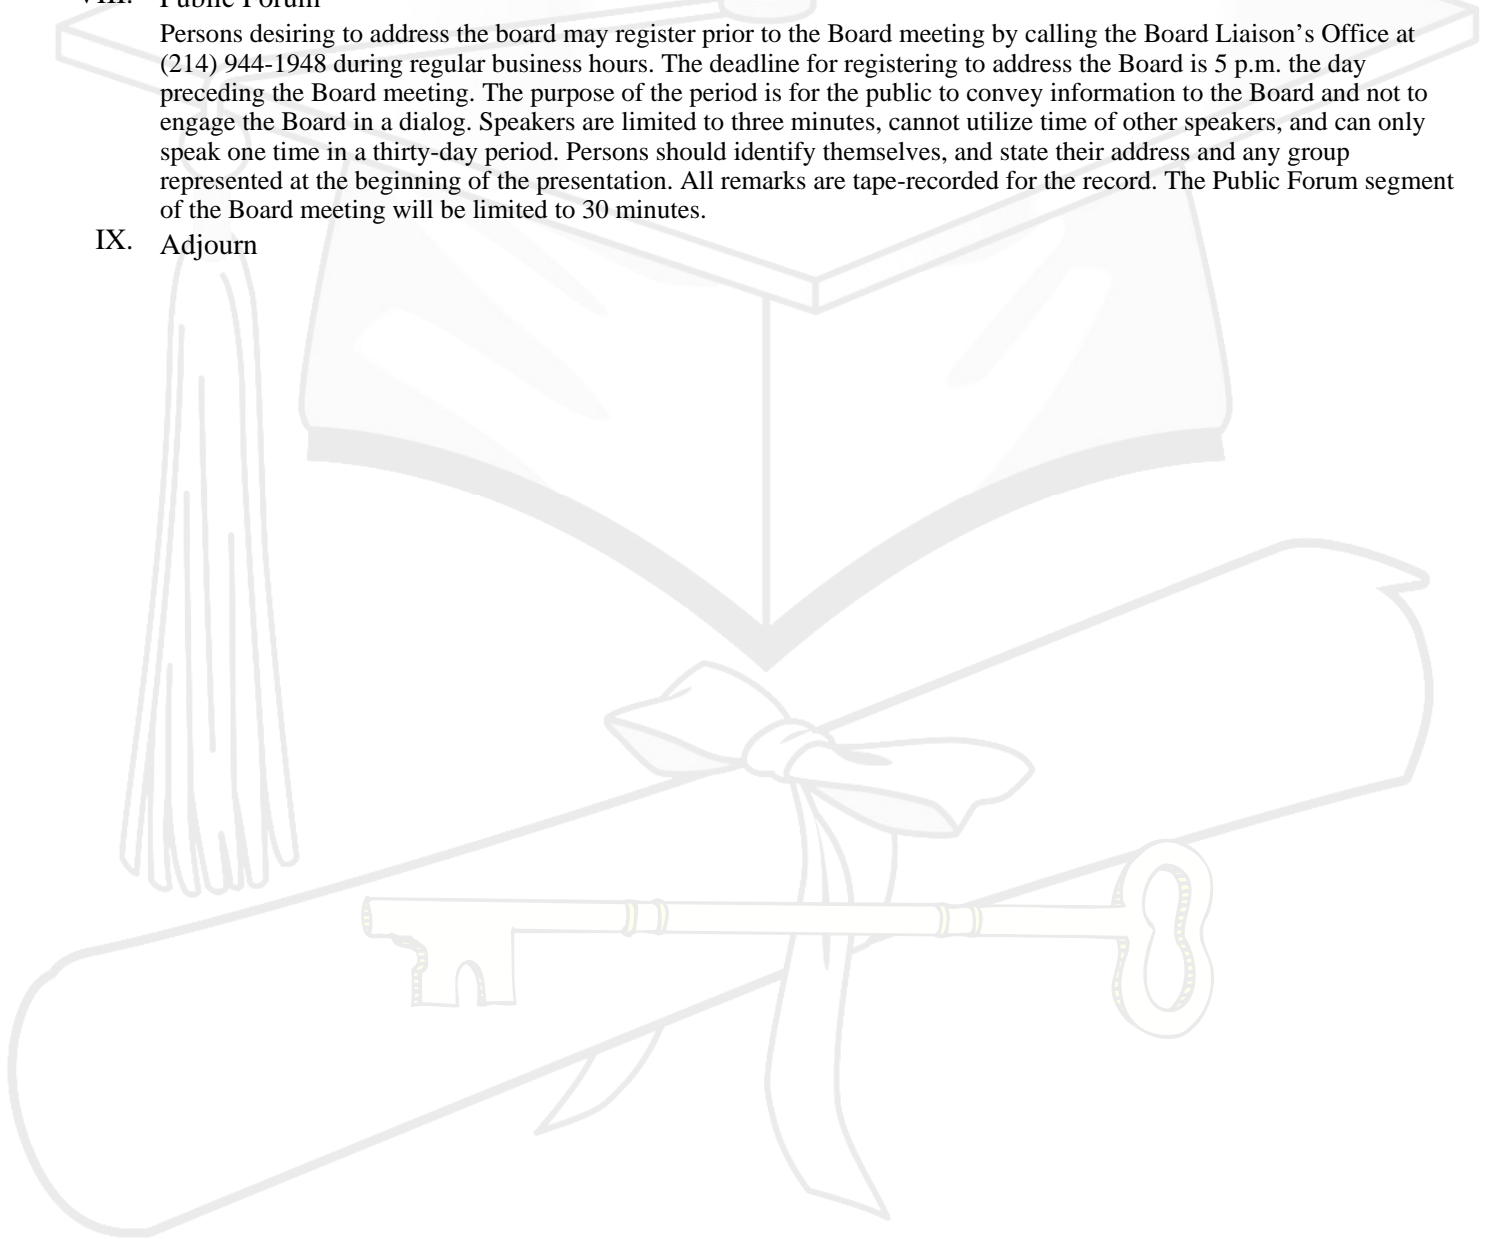 VIII. Public Forum
Persons desiring to address the board may register prior to the Board meeting by calling the Board Liaison’s Office at
(214) 944-1948 during regular business hours. The deadline for registering to address the Board is 5 p.m. the day
preceding the Board meeting. The purpose of the period is for the public to convey information to the Board and not to
engage the Board in a dialog. Speakers are limited to three minutes, cannot utilize time of other speakers, and can only
speak one time in a thirty-day period. Persons should identify themselves, and state their address and any group
represented at the beginning of the presentation. All remarks are tape-recorded for the record. The Public Forum segment
of the Board meeting will be limited to 30 minutes.
IX. Adjourn